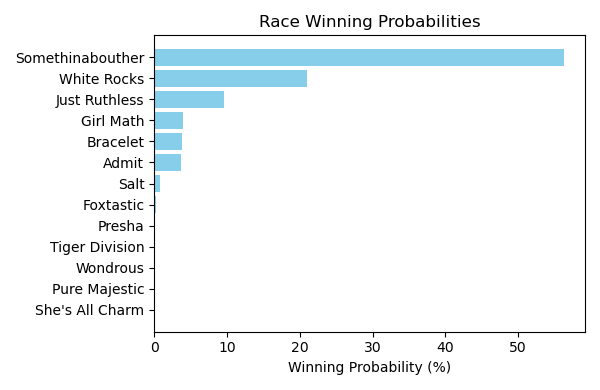 Race Winning Probabilities
Somethinabouther
White Rocks
Just Ruthless
Girl Math
Bracelet
Admit
Salt
Foxtastic
Presha
Tiger Division
Wondrous
Pure Majestic
She's All Charm
0 10 20 30 40 50
Winning Probability (%)